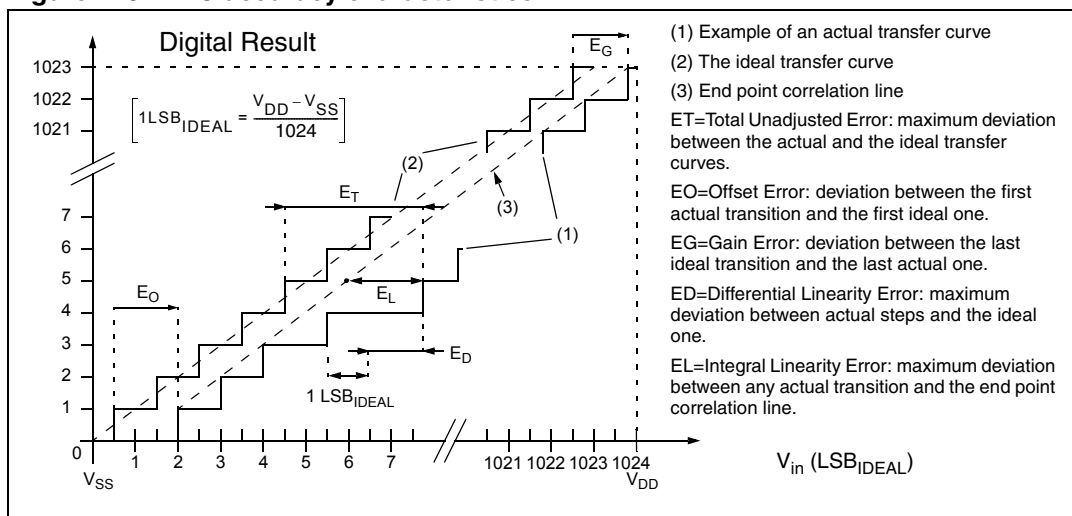 Digital Result
1023
1022
1021
[1LSB_IDEAL = (V_DD – V_SS) / 1024]
E_G
(2)
E_T
(3)
(1)
7
6
5
4
3
2
1
0
E_O
E_L
E_D
1 LSB_IDEAL
1 2 3 4 5 6 7 1021 1022 1023 1024
V_SS
V_DD
V_in (LSB_IDEAL)
(1) Example of an actual transfer curve
(2) The ideal transfer curve
(3) End point correlation line
ET=Total Unadjusted Error: maximum deviation
between the actual and the ideal transfer
curves.
EO=Offset Error: deviation between the first
actual transition and the first ideal one.
EG=Gain Error: deviation between the last
ideal transition and the last actual one.
ED=Differential Linearity Error: maximum
deviation between actual steps and the ideal
one.
EL=Integral Linearity Error: maximum deviation
between any actual transition and the end point
correlation line.